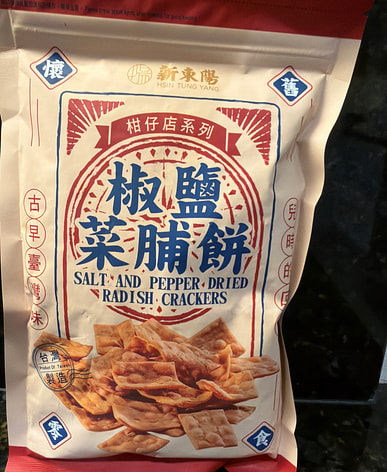 懷
舊
新東陽
HSIN TUNG YANG
柑仔店系列
椒鹽
菜脯餅
SALT AND PEPPER DRIED
RADISH CRACKERS
古早臺灣味
兒時的
台灣
Product Of Taiwan
製造
零
食